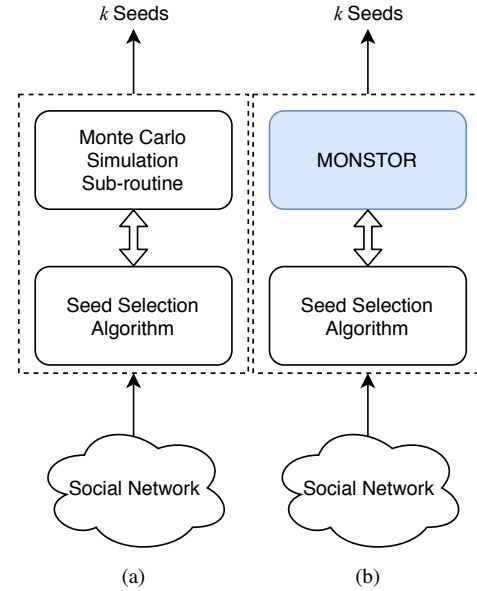 k Seeds
Monte Carlo
Simulation
Sub-routine
Seed Selection
Algorithm
Social Network
(a)
k Seeds
MONSTOR
Seed Selection
Algorithm
Social Network
(b)